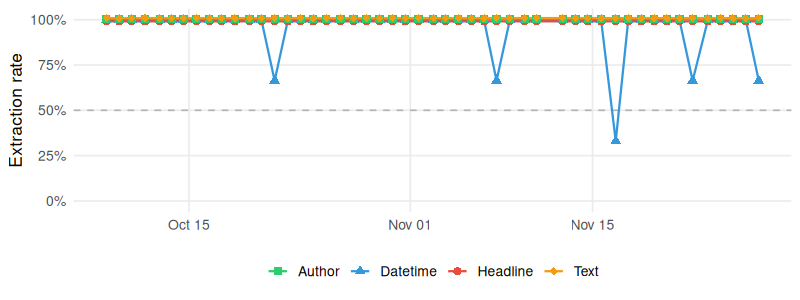 Extraction rate
100%
75%
50%
25%
0%
Oct 15 Nov 01 Nov 15
Author Datetime Headline Text